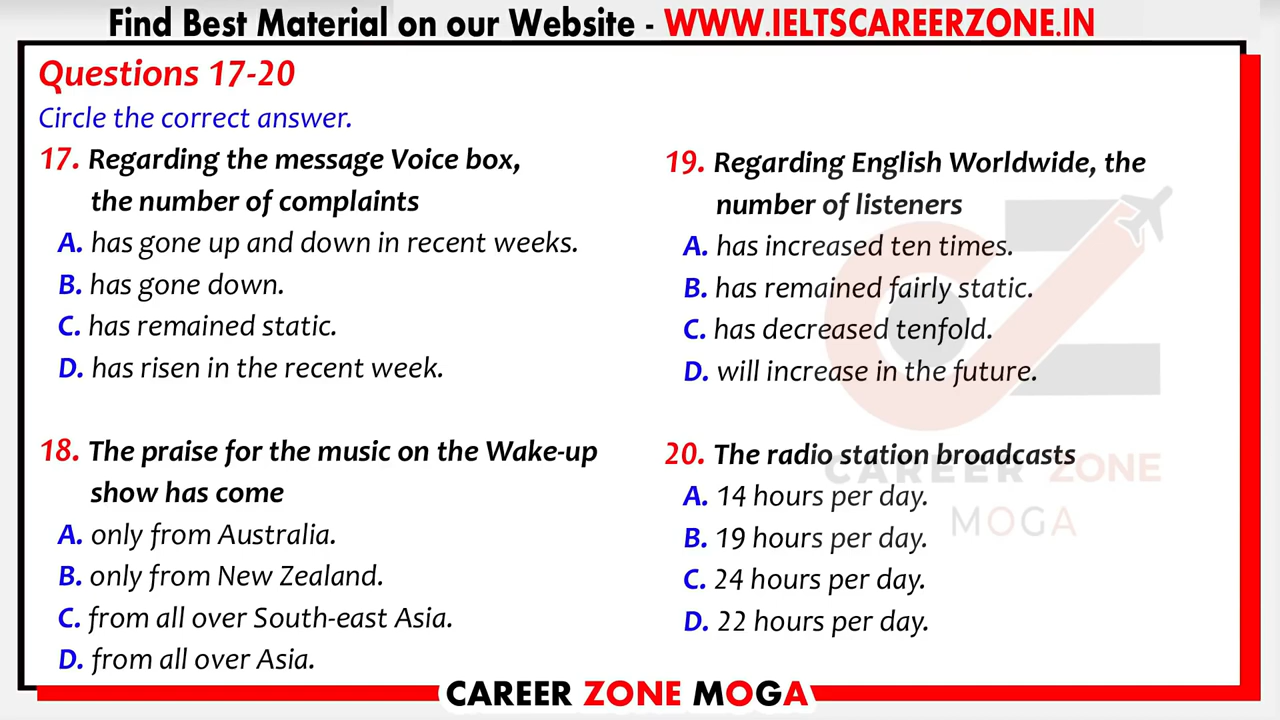 Find Best Material on our Website - WWW.IELTSCAREERZONE.IN
Questions 17-20
Circle the correct answer.
17. Regarding the message Voice box,
the number of complaints
A. has gone up and down in recent weeks.
B. has gone down.
C. has remained static.
D. has risen in the recent week.
18. The praise for the music on the Wake-up
show has come
A. only from Australia.
B. only from New Zealand.
C. from all over South-east Asia.
D. from all over Asia.
19. Regarding English Worldwide, the
number of listeners
A. has increased ten times.
B. has remained fairly static.
C. has decreased tenfold.
D. will increase in the future.
20. The radio station broadcasts
A. 14 hours per day.
B. 19 hours per day.
C. 24 hours per day.
D. 22 hours per day.
CAREER ZONE
MOGA
CAREER ZONE MOGA